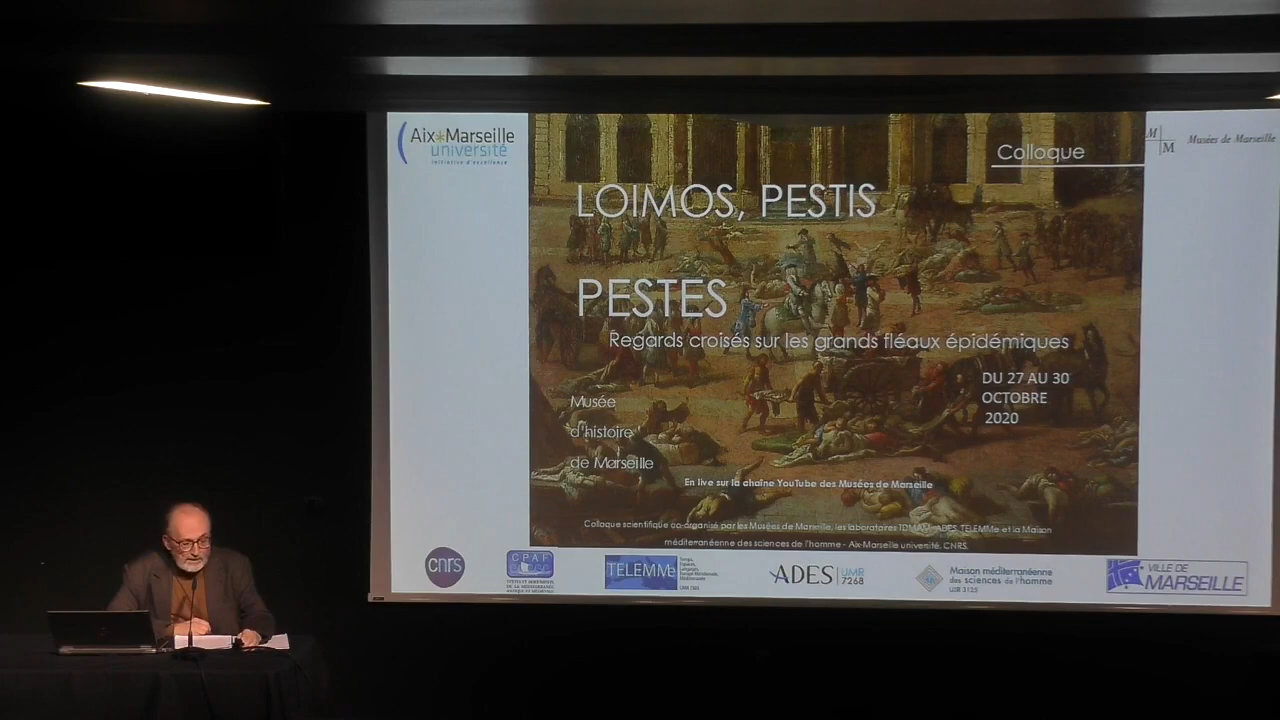 Aix*Marseille
université
initiative d'excellence
Colloque
M
M
Musées de Marseille
LOIMOS, PESTIS
PESTES
Regards croisés sur les grands fléaux épidémiques
DU 27 AU 30
OCTOBRE
2020
Musée
d'histoire
de Marseille
En live sur la chaîne YouTube des Musées de Marseille
Colloque scientifique co-organisé par les Musées de Marseille, les laboratoires TDMAM, ADES, TELEMMe et la Maison
méditerranéenne des sciences de l'homme - Aix-Marseille université, CNRS.
cnrs
CPAF
TELEMMe
ADES
UMR
7268
Maison méditerranéenne
des sciences de l'homme
USR 3125
VILLE DE
MARSEILLE